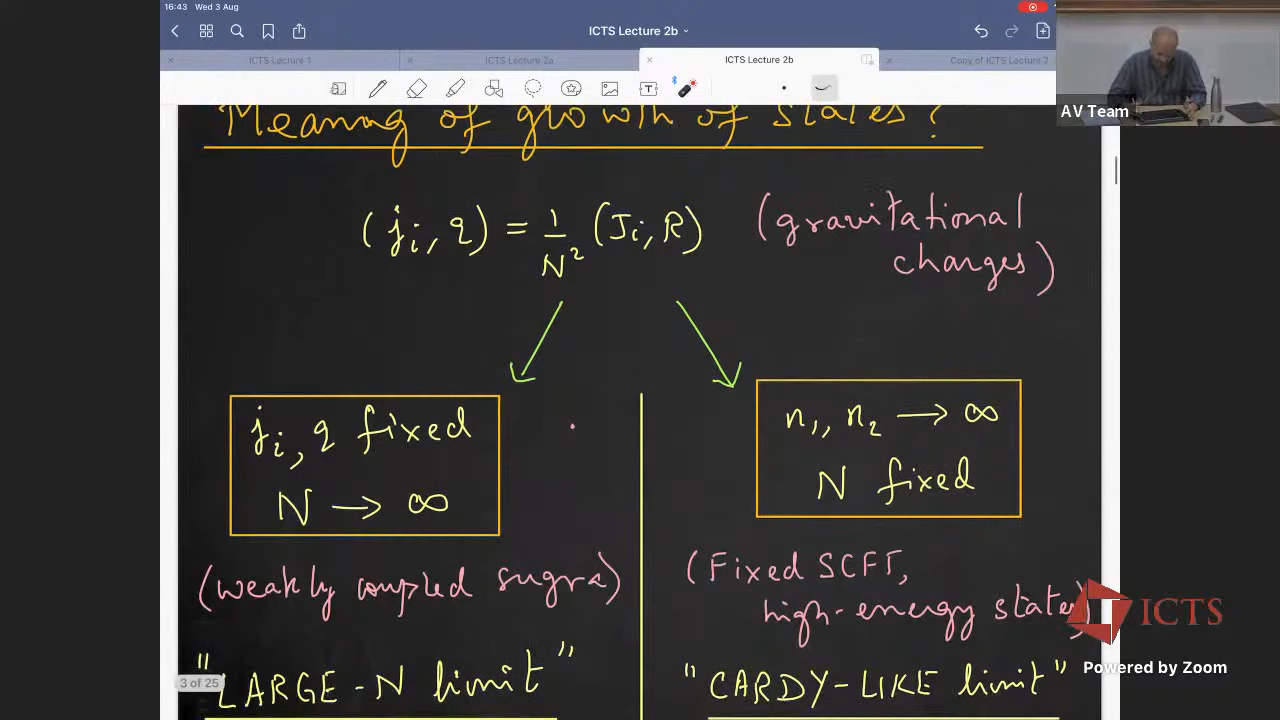 16:43 Wed 3 Aug
ICTS Lecture 2b
ICTS Lecture 1
ICTS Lecture 2a
ICTS Lecture 2b
Copy of ICTS Lecture 2
AV Team
Meaning of growth of states?
(j_i, q) = 1/N² (J_i, R) (gravitational charges)
j_i, q fixed
N → ∞
n₁, n₂ → ∞
N fixed
(weakly coupled sugra)
(Fixed SCFT,
high-energy states)
"LARGE-N limit"
"CARDY-LIKE limit"
3 of 25
ICTS
Powered by Zoom